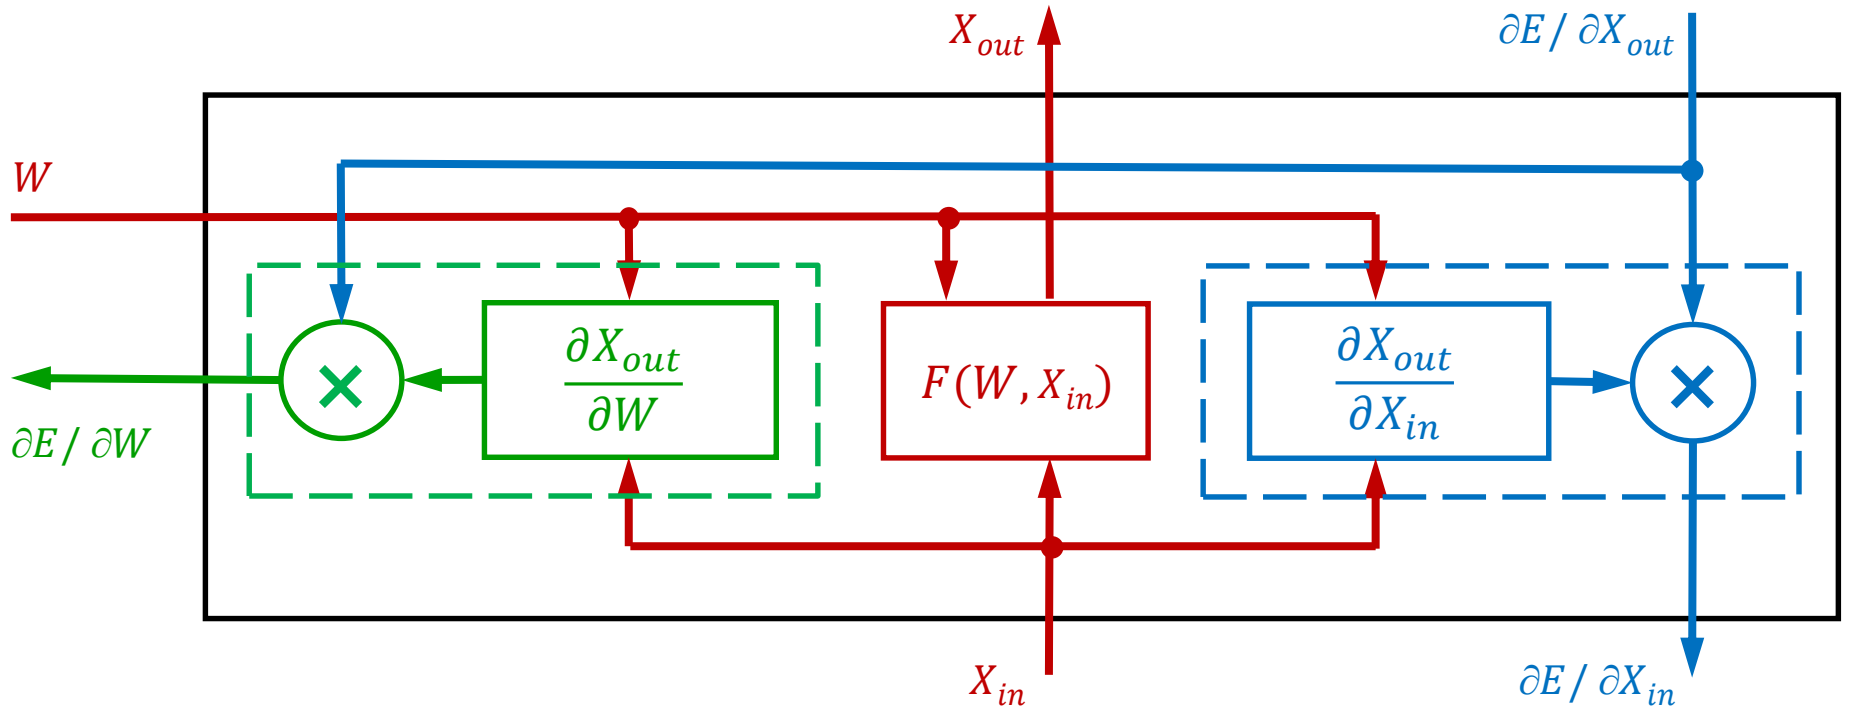 X_out
∂E/ ∂X_out
W
∂X_out
∂W
F(W, X_in)
∂X_out
∂X_in
×
×
∂E/ ∂W
X_in
∂E/ ∂X_in